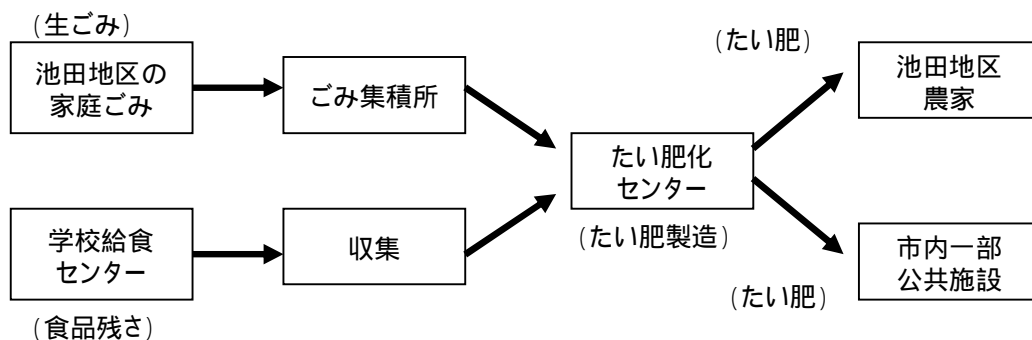 (生ごみ)
池田地区の
家庭ごみ
ごみ集積所
学校給食
センター
(食品残さ)
収集
たい肥化
センター
(たい肥製造)
(たい肥)
池田地区
農家
(たい肥)
市内一部
公共施設